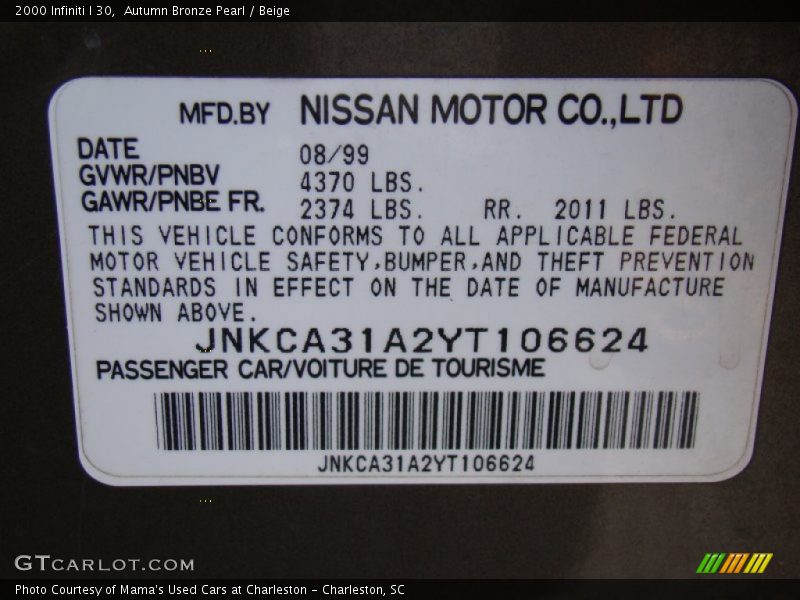 2000 Infiniti I 30,  Autumn Bronze Pearl / Beige
MFD.BY NISSAN MOTOR CO.,LTD
DATE 08/99
GVWR/PNBV 4370 LBS.
GAWR/PNBE FR. 2374 LBS. RR. 2011 LBS.
THIS VEHICLE CONFORMS TO ALL APPLICABLE FEDERAL
MOTOR VEHICLE SAFETY,BUMPER,AND THEFT PREVENTION
STANDARDS IN EFFECT ON THE DATE OF MANUFACTURE
SHOWN ABOVE.
JNKCA31A2YT106624
PASSENGER CAR/VOITURE DE TOURISME
JNKCA31A2YT106624
GTCARLOT.COM
Photo Courtesy of Mama's Used Cars at Charleston - Charleston, SC